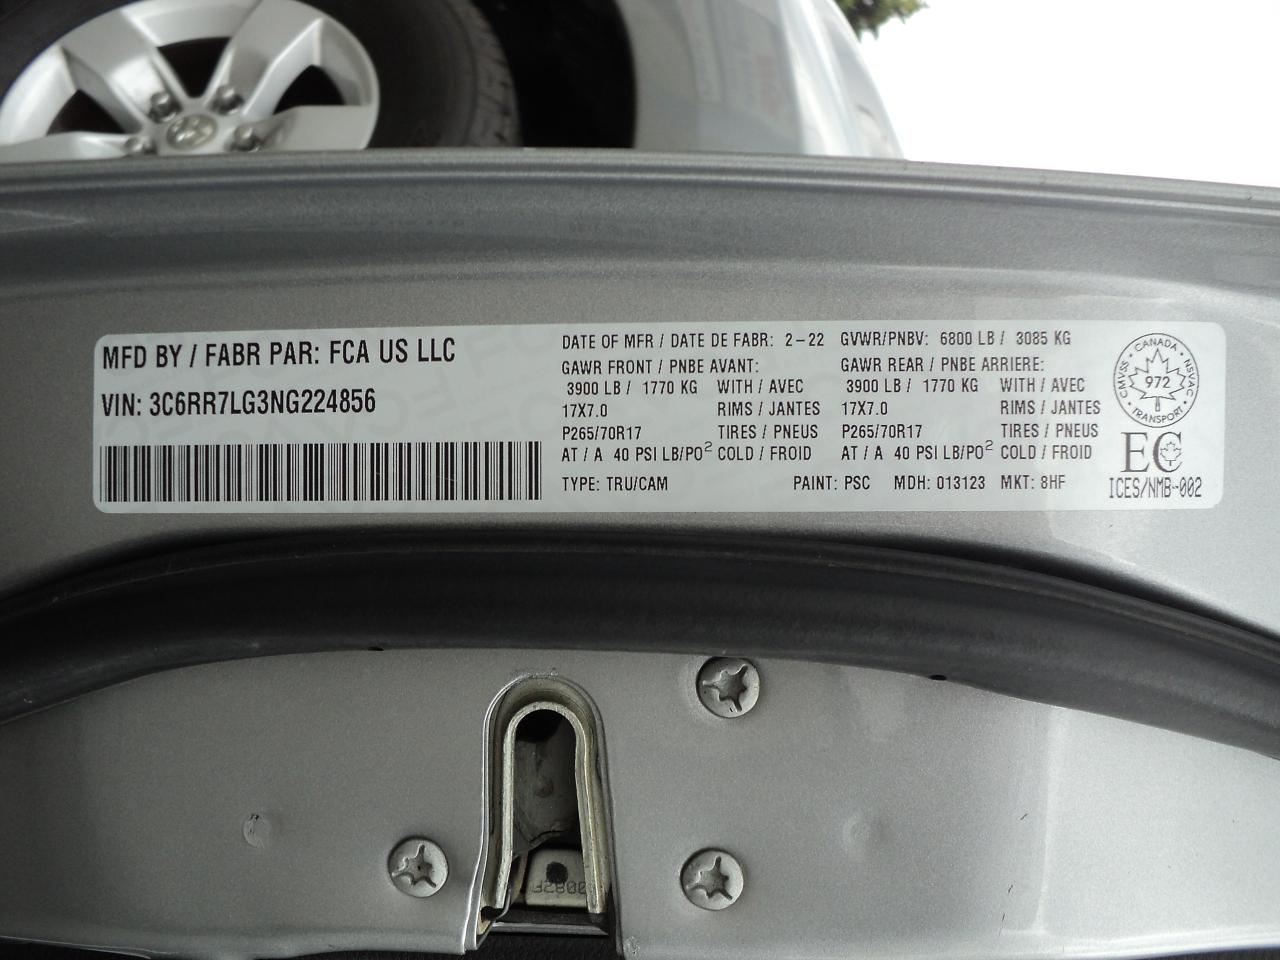 MFD BY / FABR PAR: FCA US LLC
VIN: 3C6RR7LG3NG224856
DATE OF MFR / DATE DE FABR: 2-22 GVWR/PNBV: 6800 LB / 3085 KG
GAWR FRONT / PNBE AVANT: GAWR REAR / PNBE ARRIERE:
3900 LB / 1770 KG WITH / AVEC 3900 LB / 1770 KG WITH / AVEC
17X7.0 RIMS / JANTES 17X7.0 RIMS / JANTES
P265/70R17 TIRES / PNEUS P265/70R17 TIRES / PNEUS
AT / A 40 PSI LB/PO² COLD / FROID AT / A 40 PSI LB/PO² COLD / FROID
TYPE: TRU/CAM PAINT: PSC MDH: 013123 MKT: 8HF
CANADA
CMVSS 972 NSVAC
TRANSPORT
EC
ICES/NMB-002